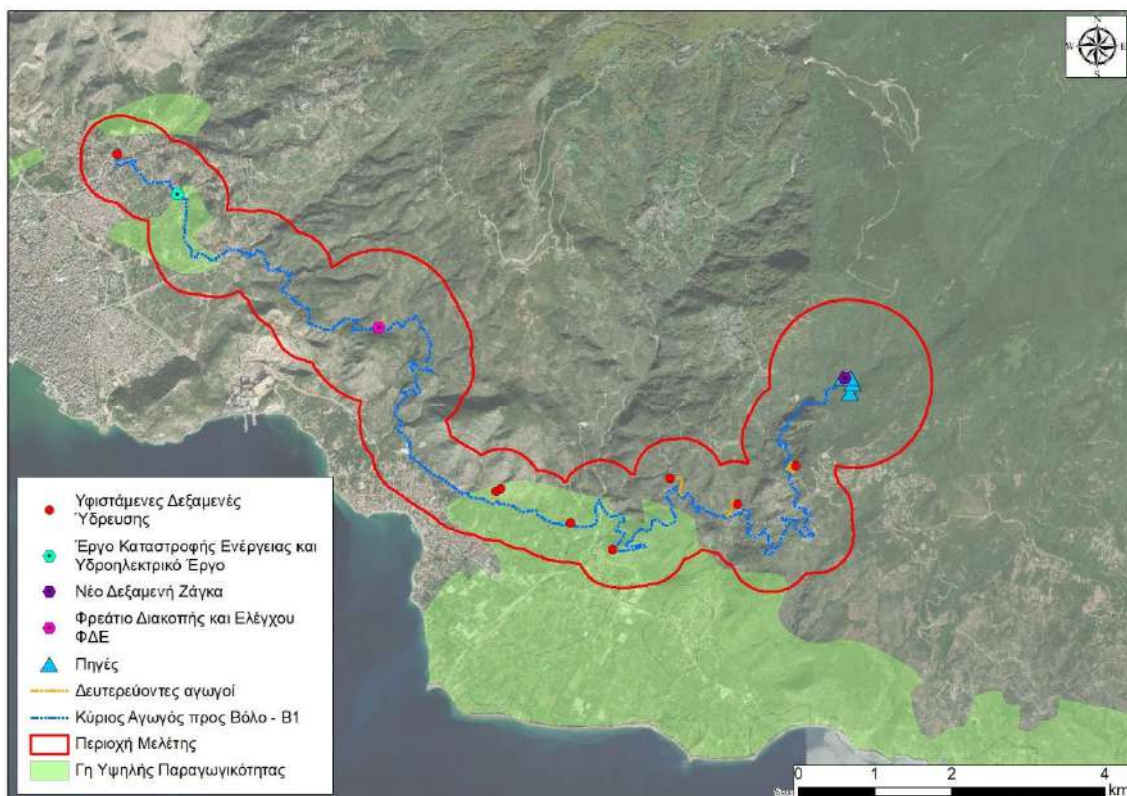 N
W E
S
Υφιστάμενες Δεξαμενές
Ύδρευσης
Έργο Καταστροφής Ενέργειας και
Υδροηλεκτρικό Έργο
Νέο Δεξαμενή Ζάγκα
Φρεάτιο Διακοπής και Ελέγχου
ΦΔΕ
Πηγές
Δευτερεύοντες αγωγοί
Κύριος Αγωγός προς Βόλο - Β1
Περιοχή Μελέτης
Γη Υψηλής Παραγωγικότητας
0 1 2 4
km